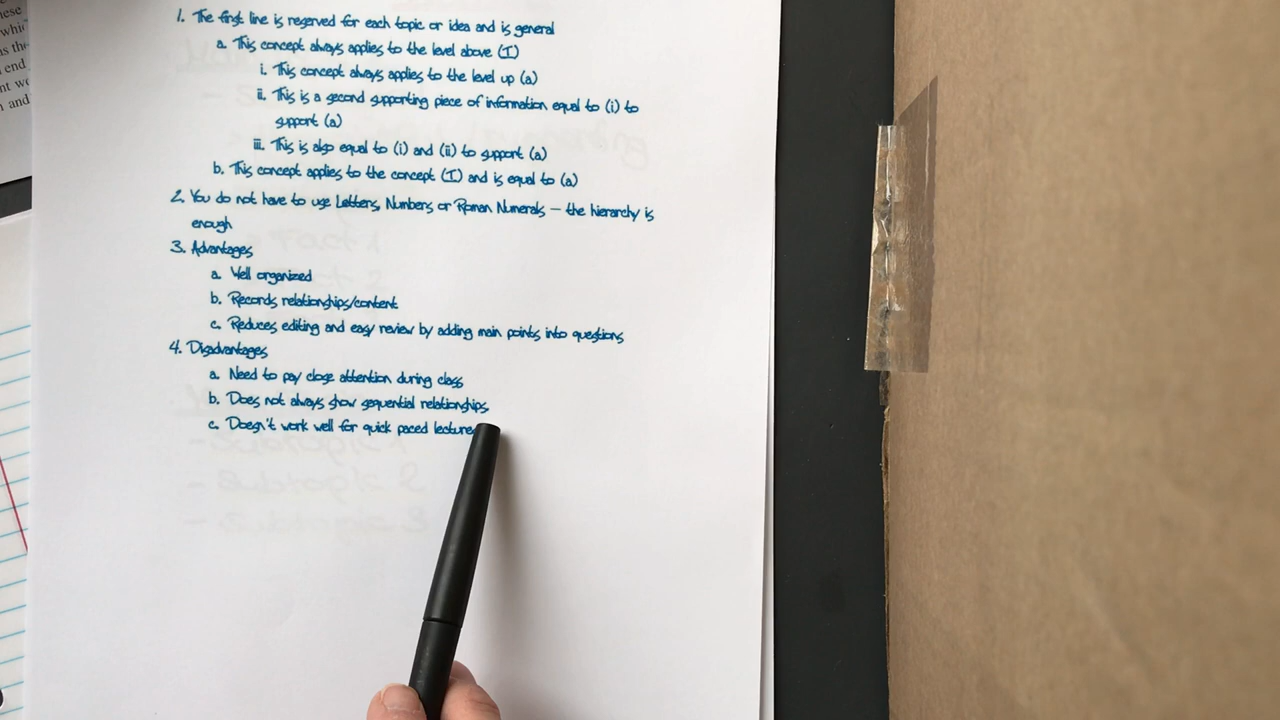 1. The first line is reserved for each topic or idea and is general
a. This concept always applies to the level above (I)
i. This concept always applies to the level up (a)
ii. This is a second supporting piece of information equal to (i) to
support (a)
iii. This is also equal to (i) and (ii) to support (a)
b. This concept applies to the concept (I) and is equal to (a)
2. You do not have to use Letters, Numbers or Roman Numerals – the hierarchy is
enough
3. Advantages
a. Well organized
b. Records relationships/content
c. Reduces editing and easy review by adding main points into questions
4. Disadvantages
a. Need to pay close attention during class
b. Does not always show sequential relationships
c. Doesn't work well for quick paced lecture
end
and